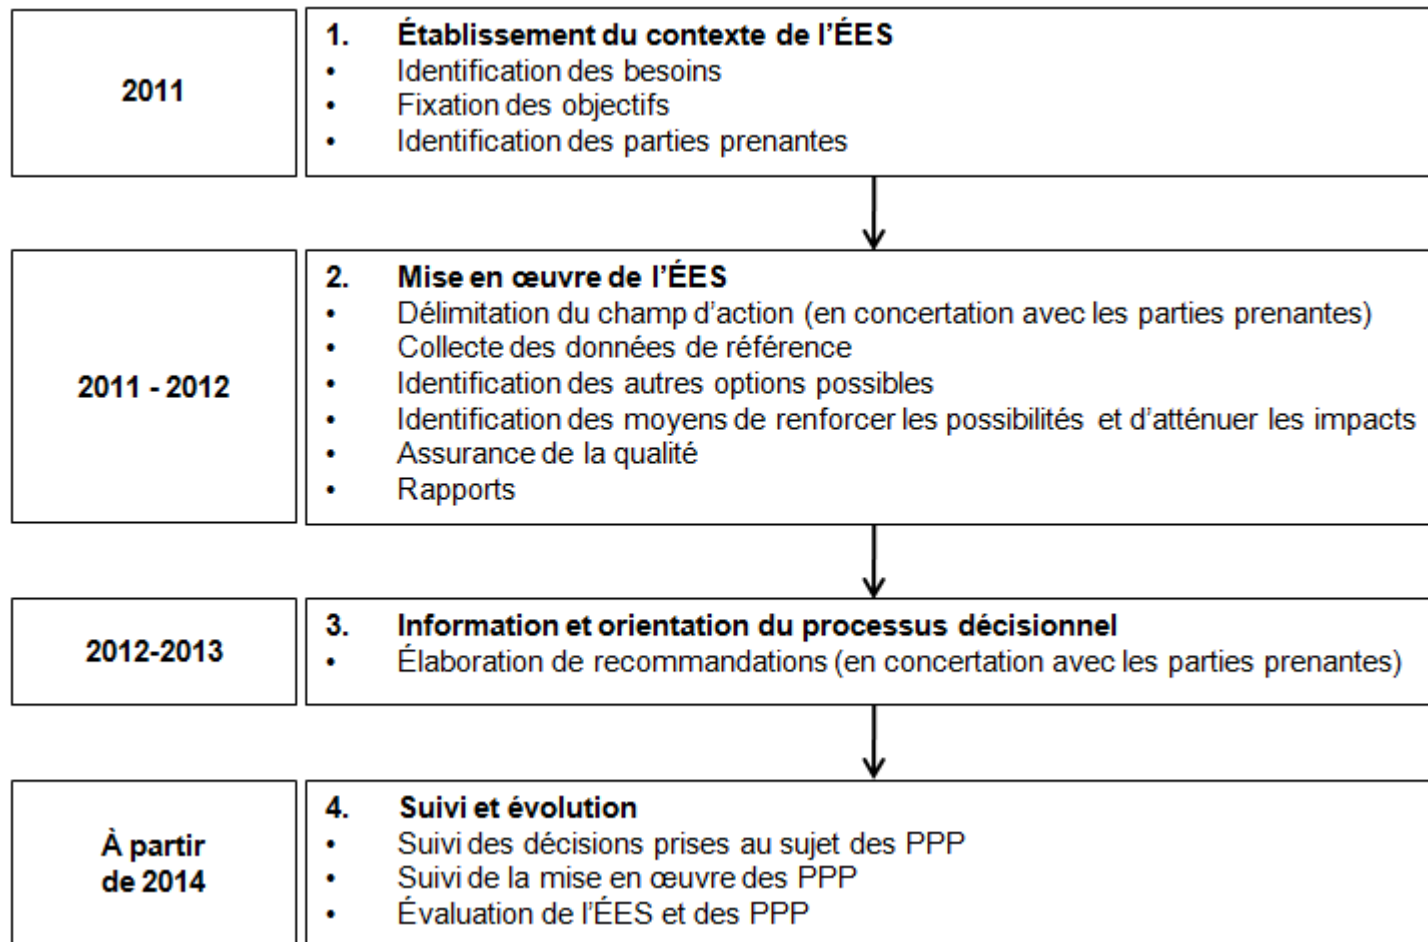 2011
1. Établissement du contexte de l'ÉES
• Identification des besoins
• Fixation des objectifs
• Identification des parties prenantes
2011 - 2012
2. Mise en œuvre de l'ÉES
• Délimitation du champ d'action (en concertation avec les parties prenantes)
• Collecte des données de référence
• Identification des autres options possibles
• Identification des moyens de renforcer les possibilités et d'atténuer les impacts
• Assurance de la qualité
• Rapports
2012-2013
3. Information et orientation du processus décisionnel
• Élaboration de recommandations (en concertation avec les parties prenantes)
À partir
de 2014
4. Suivi et évolution
• Suivi des décisions prises au sujet des PPP
• Suivi de la mise en œuvre des PPP
• Évaluation de l'ÉES et des PPP